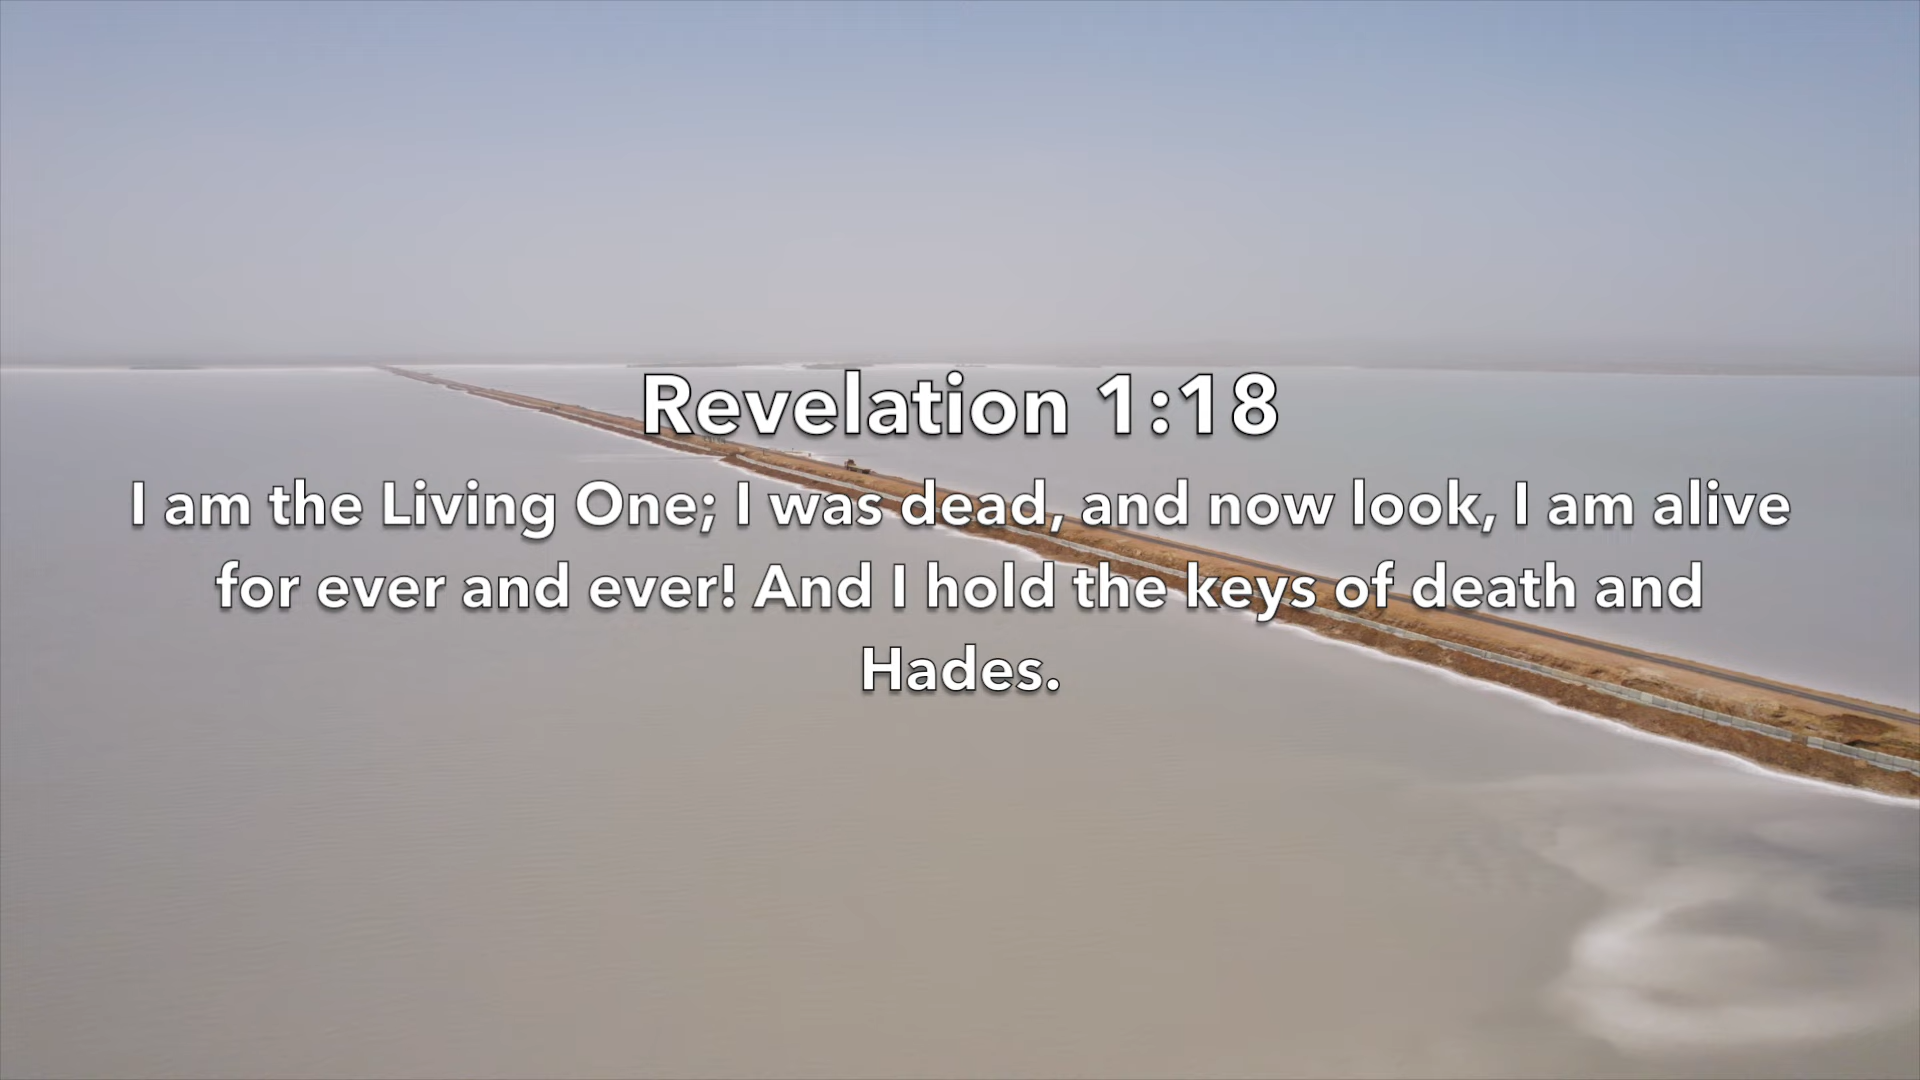 Revelation 1:18
I am the Living One; I was dead, and now look, I am alive
for ever and ever! And I hold the keys of death and
Hades.